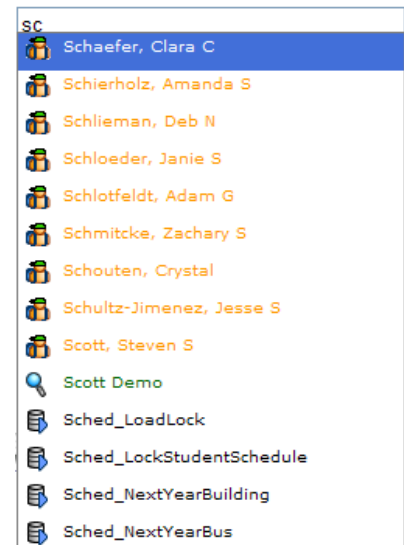 sc
Schaefer, Clara C
Schierholz, Amanda S
Schlieman, Deb N
Schloeder, Janie S
Schlotfeldt, Adam G
Schmitcke, Zachary S
Schouten, Crystal
Schultz-Jimenez, Jesse S
Scott, Steven S
Scott Demo
Sched_LoadLock
Sched_LockStudentSchedule
Sched_NextYearBuilding
Sched_NextYearBus